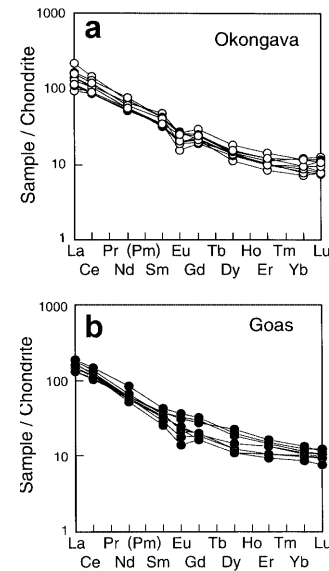 1000
a
Okongava
100
Sample / Chondrite
10
1
La Pr (Pm) Eu Tb Ho Tm Lu
Ce Nd Sm Gd Dy Er Yb
1000
b
Goas
100
Sample / Chondrite
10
1
La Pr (Pm) Eu Tb Ho Tm Lu
Ce Nd Sm Gd Dy Er Yb